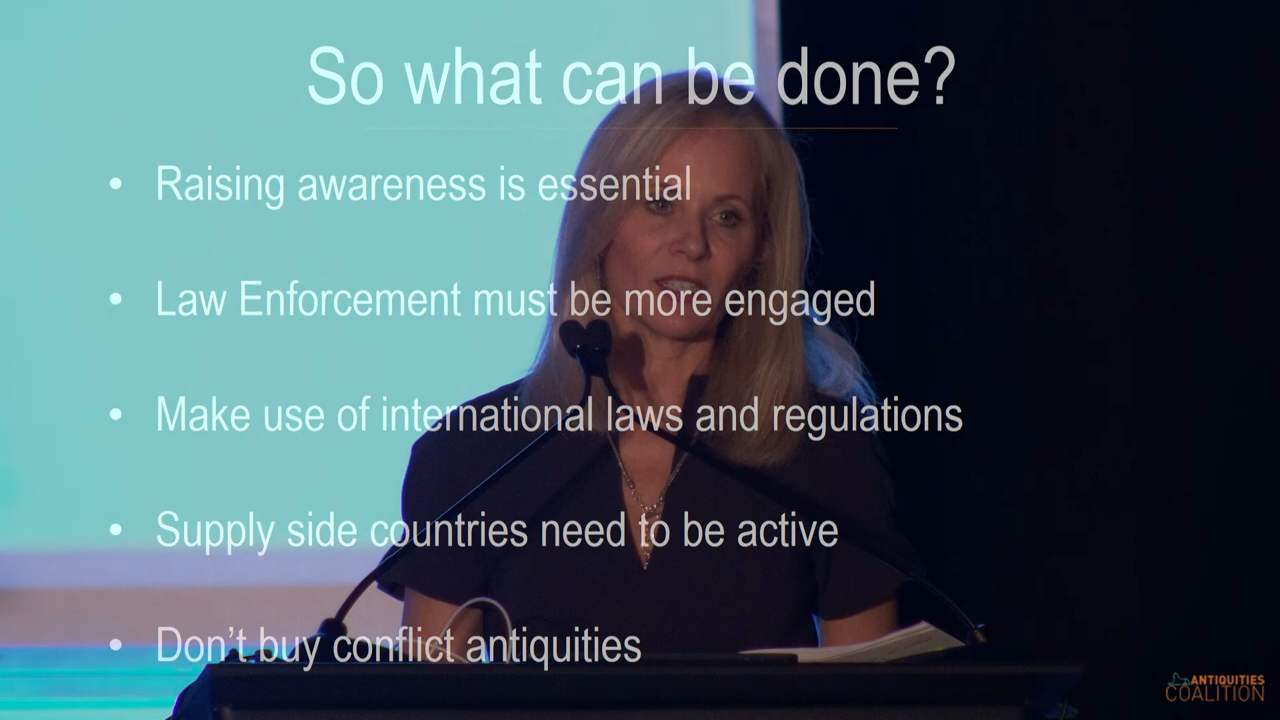 So what can be done?
• Raising awareness is essential
• Law Enforcement must be more engaged
• Make use of international laws and regulations
• Supply side countries need to be active
• Don’t buy conflict antiquities
ANTIQUITIES
COALITION